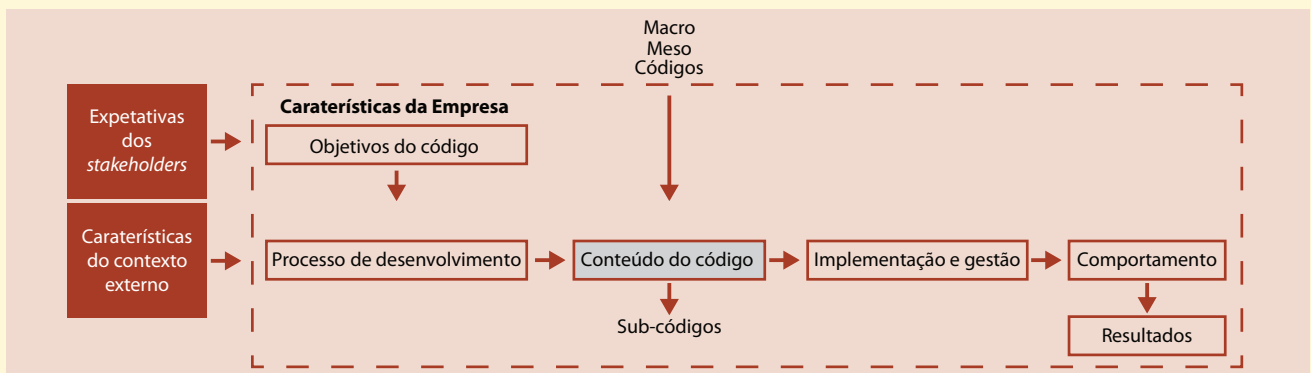 Macro
Meso
Códigos
Expetativas
dos
stakeholders
Caraterísticas da Empresa
Objetivos do código
Caraterísticas
do contexto
externo
Processo de desenvolvimento
Conteúdo do código
Implementação e gestão
Comportamento
Sub-códigos
Resultados